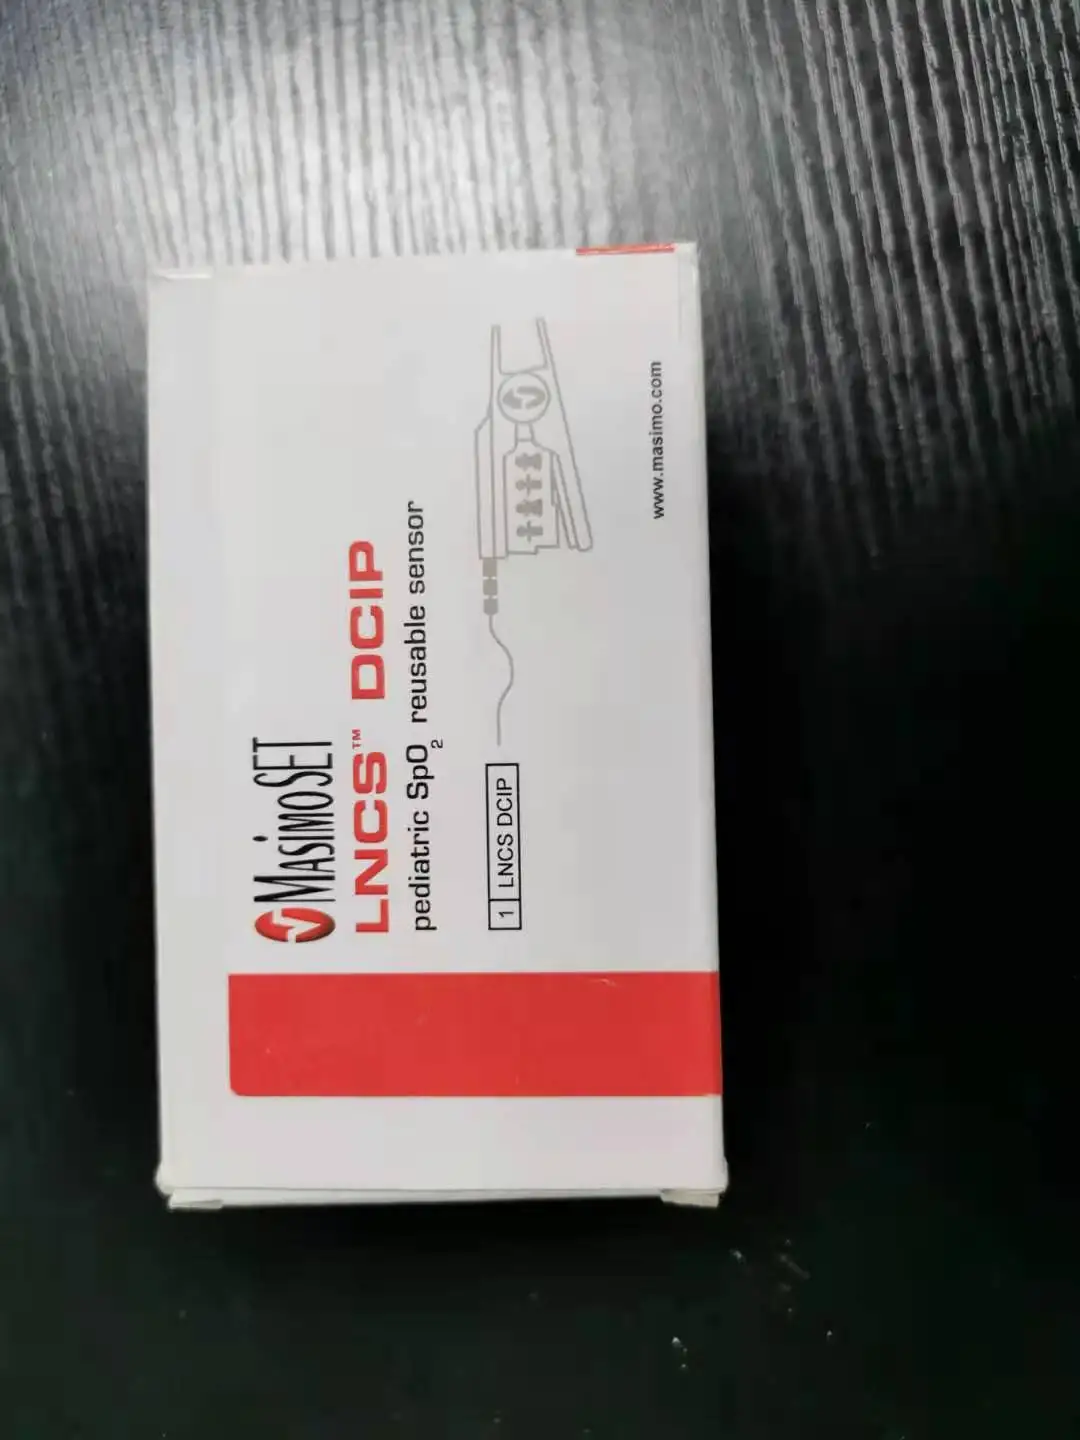 MASIMOSET
LNCS™ DCIP
pediatric SpO₂ reusable sensor
1 LNCS DCIP
www.masimo.com